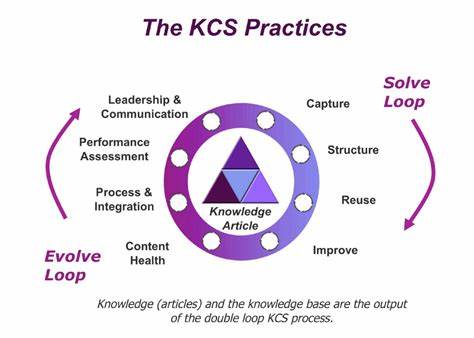 The KCS Practices
Solve
Loop
Leadership &
Communication
Capture
Performance
Assessment
Structure
Process &
Integration
Reuse
Knowledge
Article
Content
Health
Improve
Evolve
Loop
Knowledge (articles) and the knowledge base are the output
of the double loop KCS process.